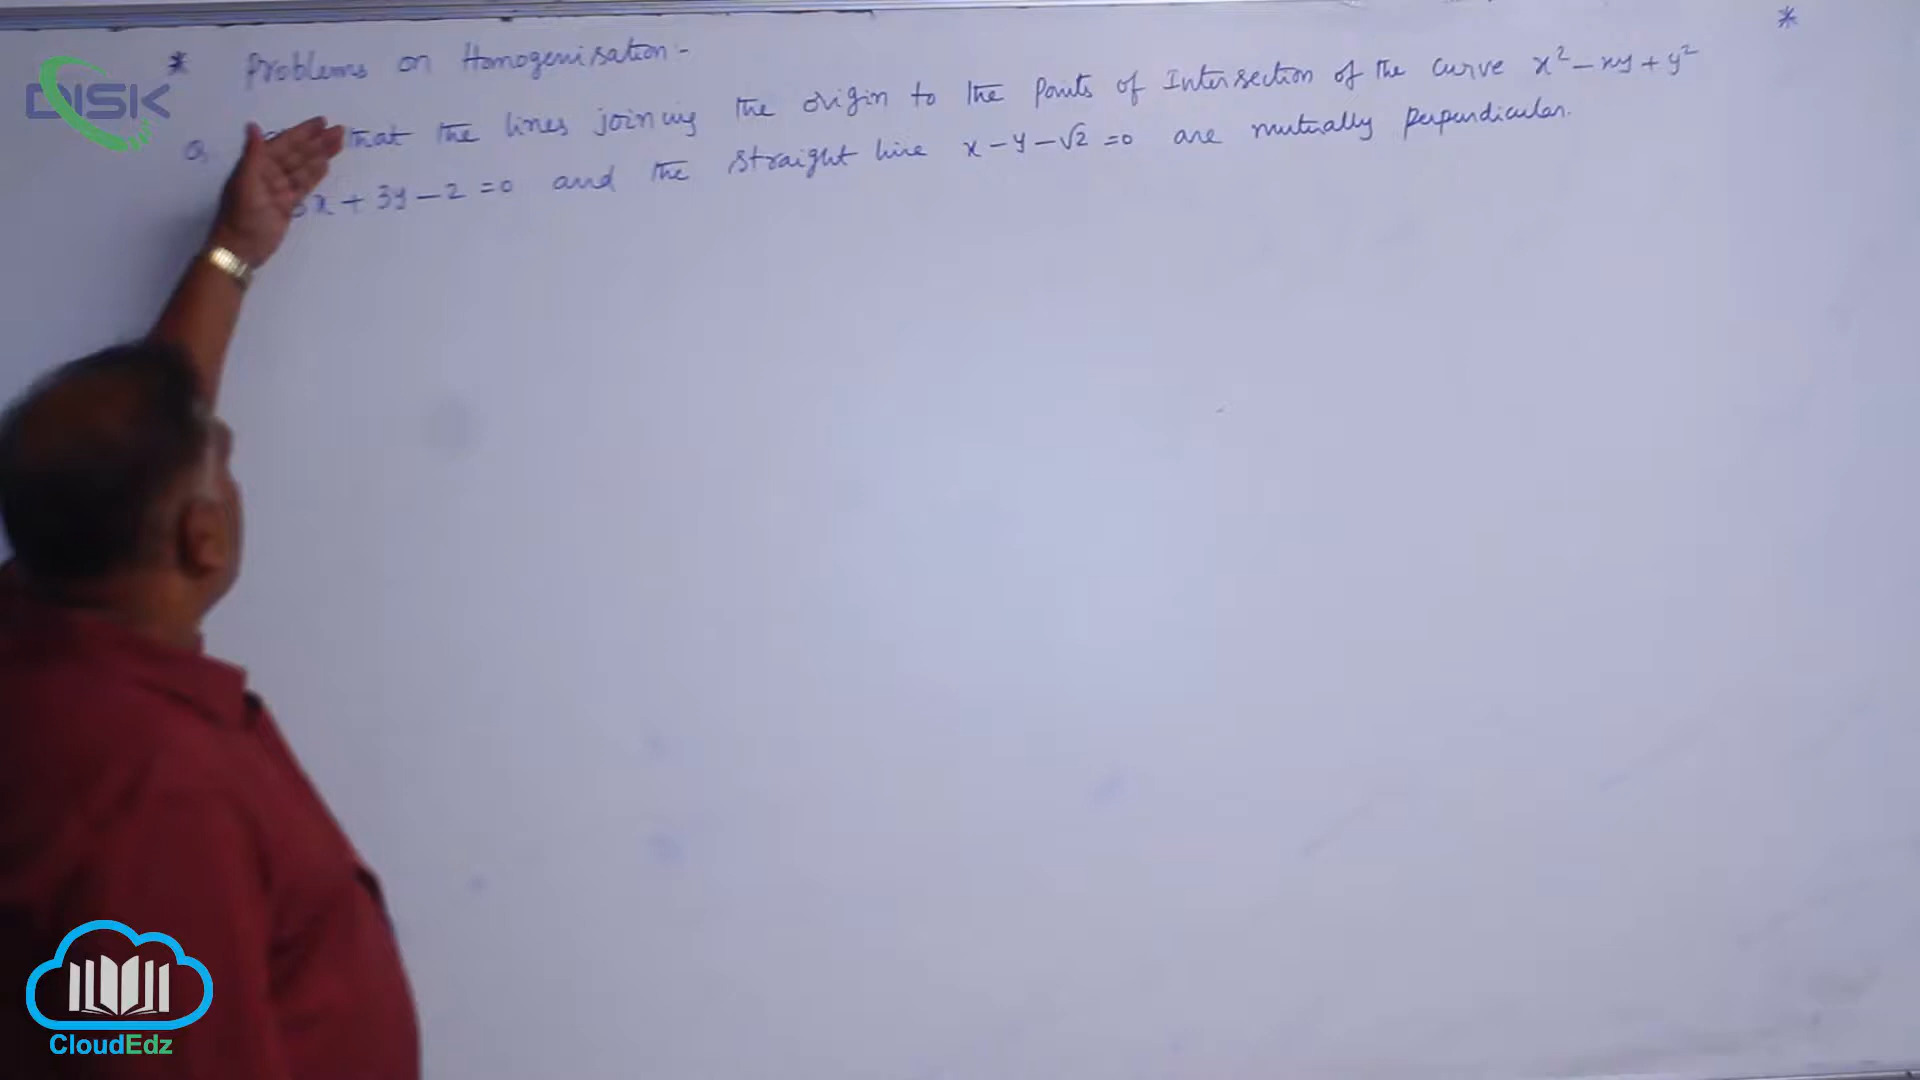 * Problems on Homogenisation:- *
Q that the lines joining the origin to the points of Intersection of the curve x² - xy + y²
3x + 3y - 2 = 0 and the straight line x - y - √2 = 0 are mutually perpendicular.
DISK
CloudEdz